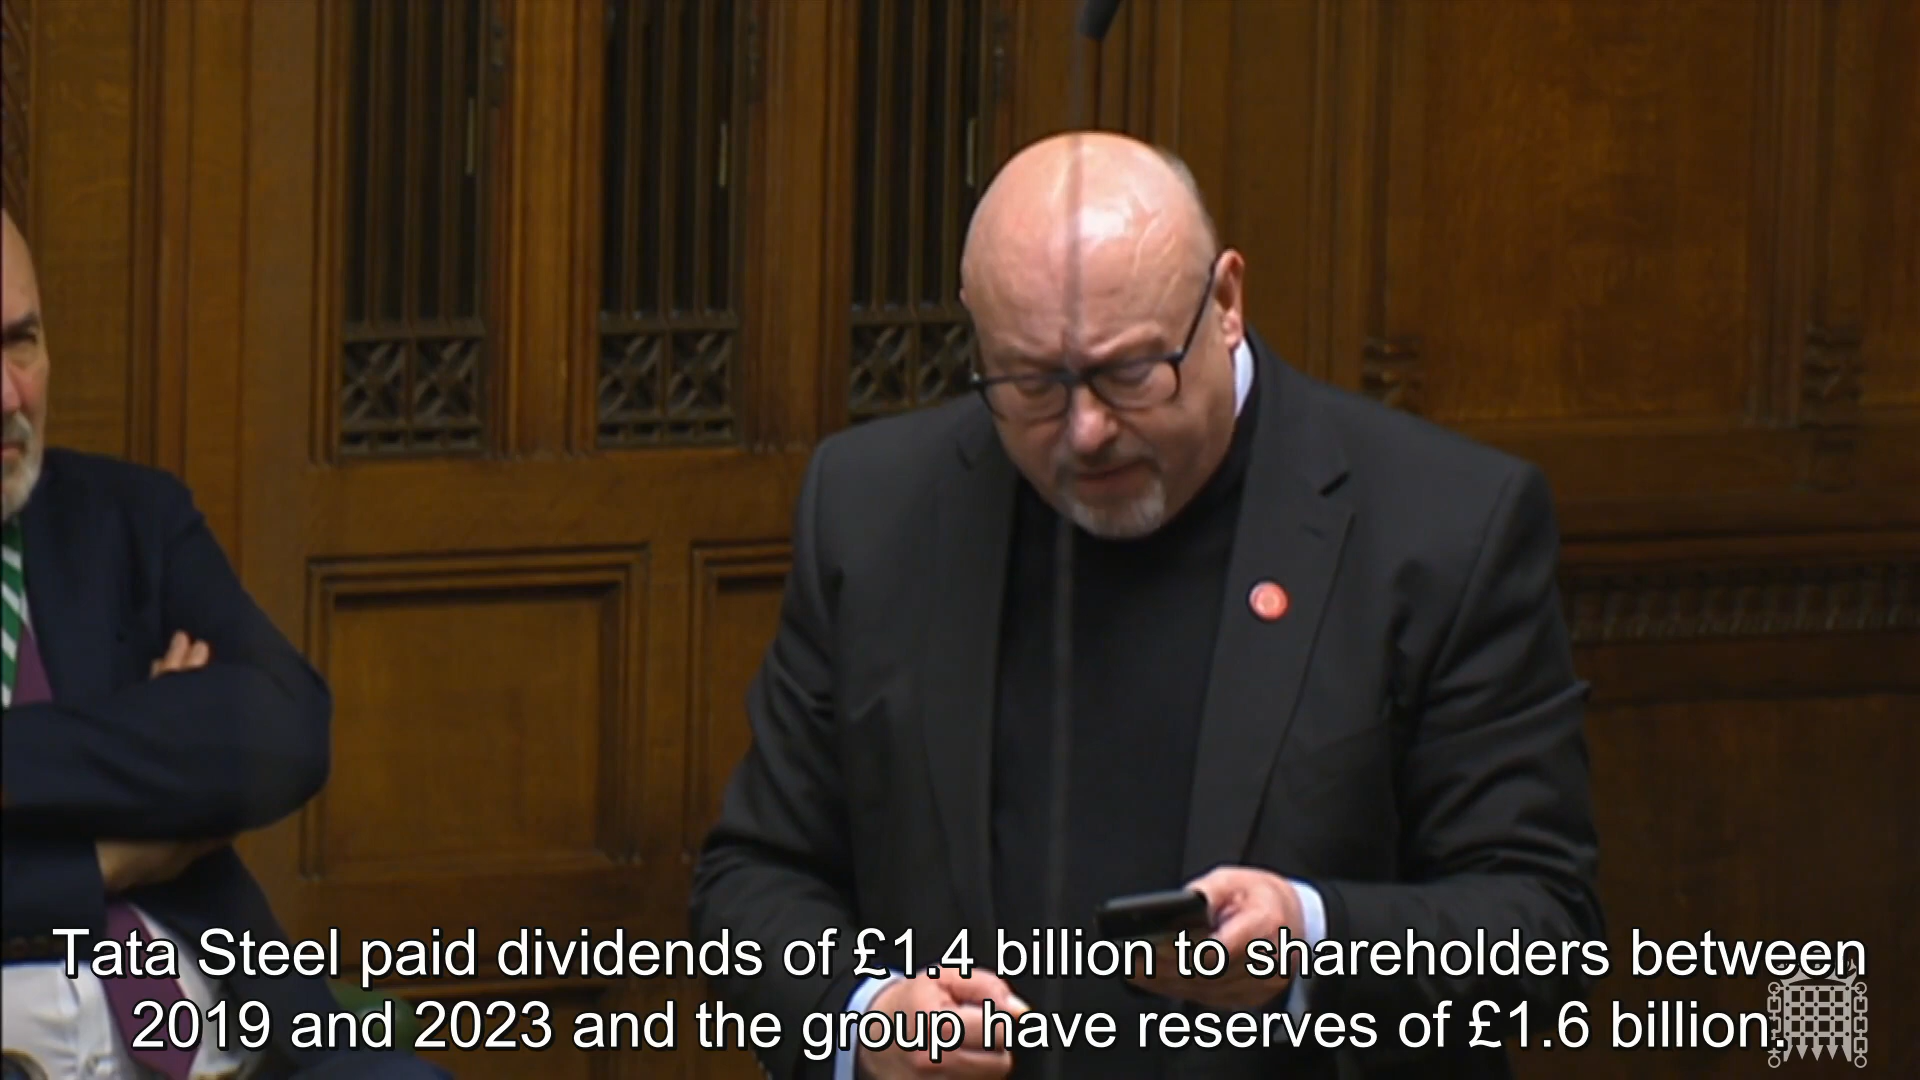 Tata Steel paid dividends of £1.4 billion to shareholders between
2019 and 2023 and the group have reserves of £1.6 billion.